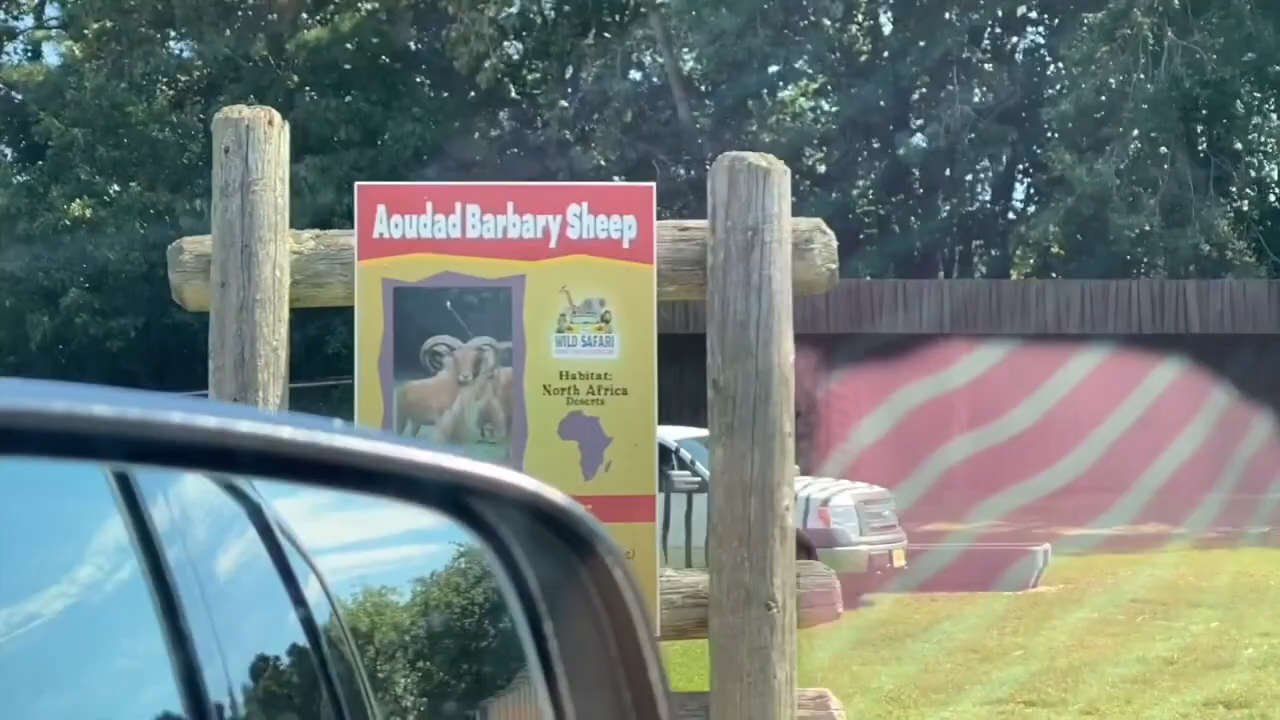 Aoudad Barbary Sheep
WILD SAFARI
Habitat:
North Africa
Deserts